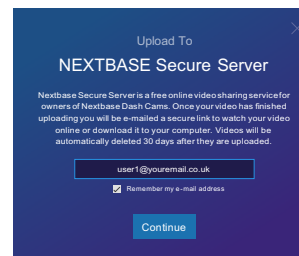 Upload To
NEXTBASE Secure Server
Nextbase Secure Server is a free online video sharing service for
owners of Nextbase Dash Cams. Once your video has finished
uploading you will be e-mailed a secure link to watch your video
online or download it to your computer. Videos will be
automatically deleted 30 days after they are uploaded.
user1@youremail.co.uk
Remember my e-mail address
Continue